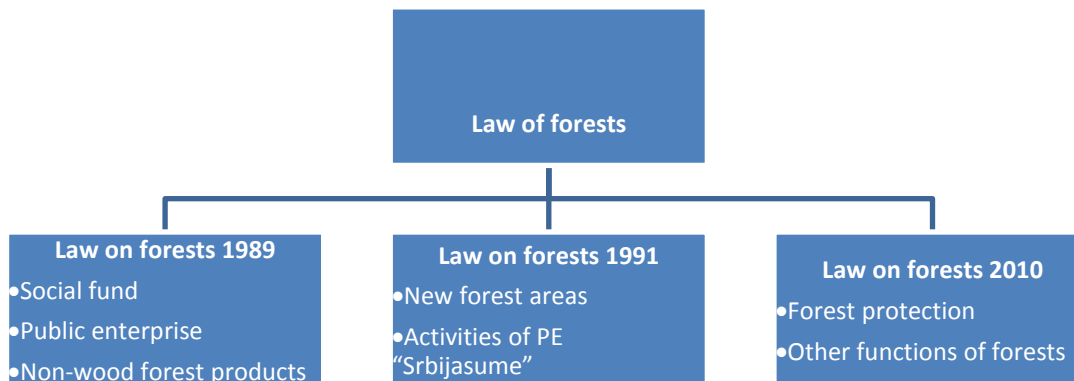 Law of forests
Law on forests 1989
•Social fund
•Public enterprise
•Non-wood forest products
Law on forests 1991
•New forest areas
•Activities of PE
“Srbijasume”
Law on forests 2010
•Forest protection
•Other functions of forests